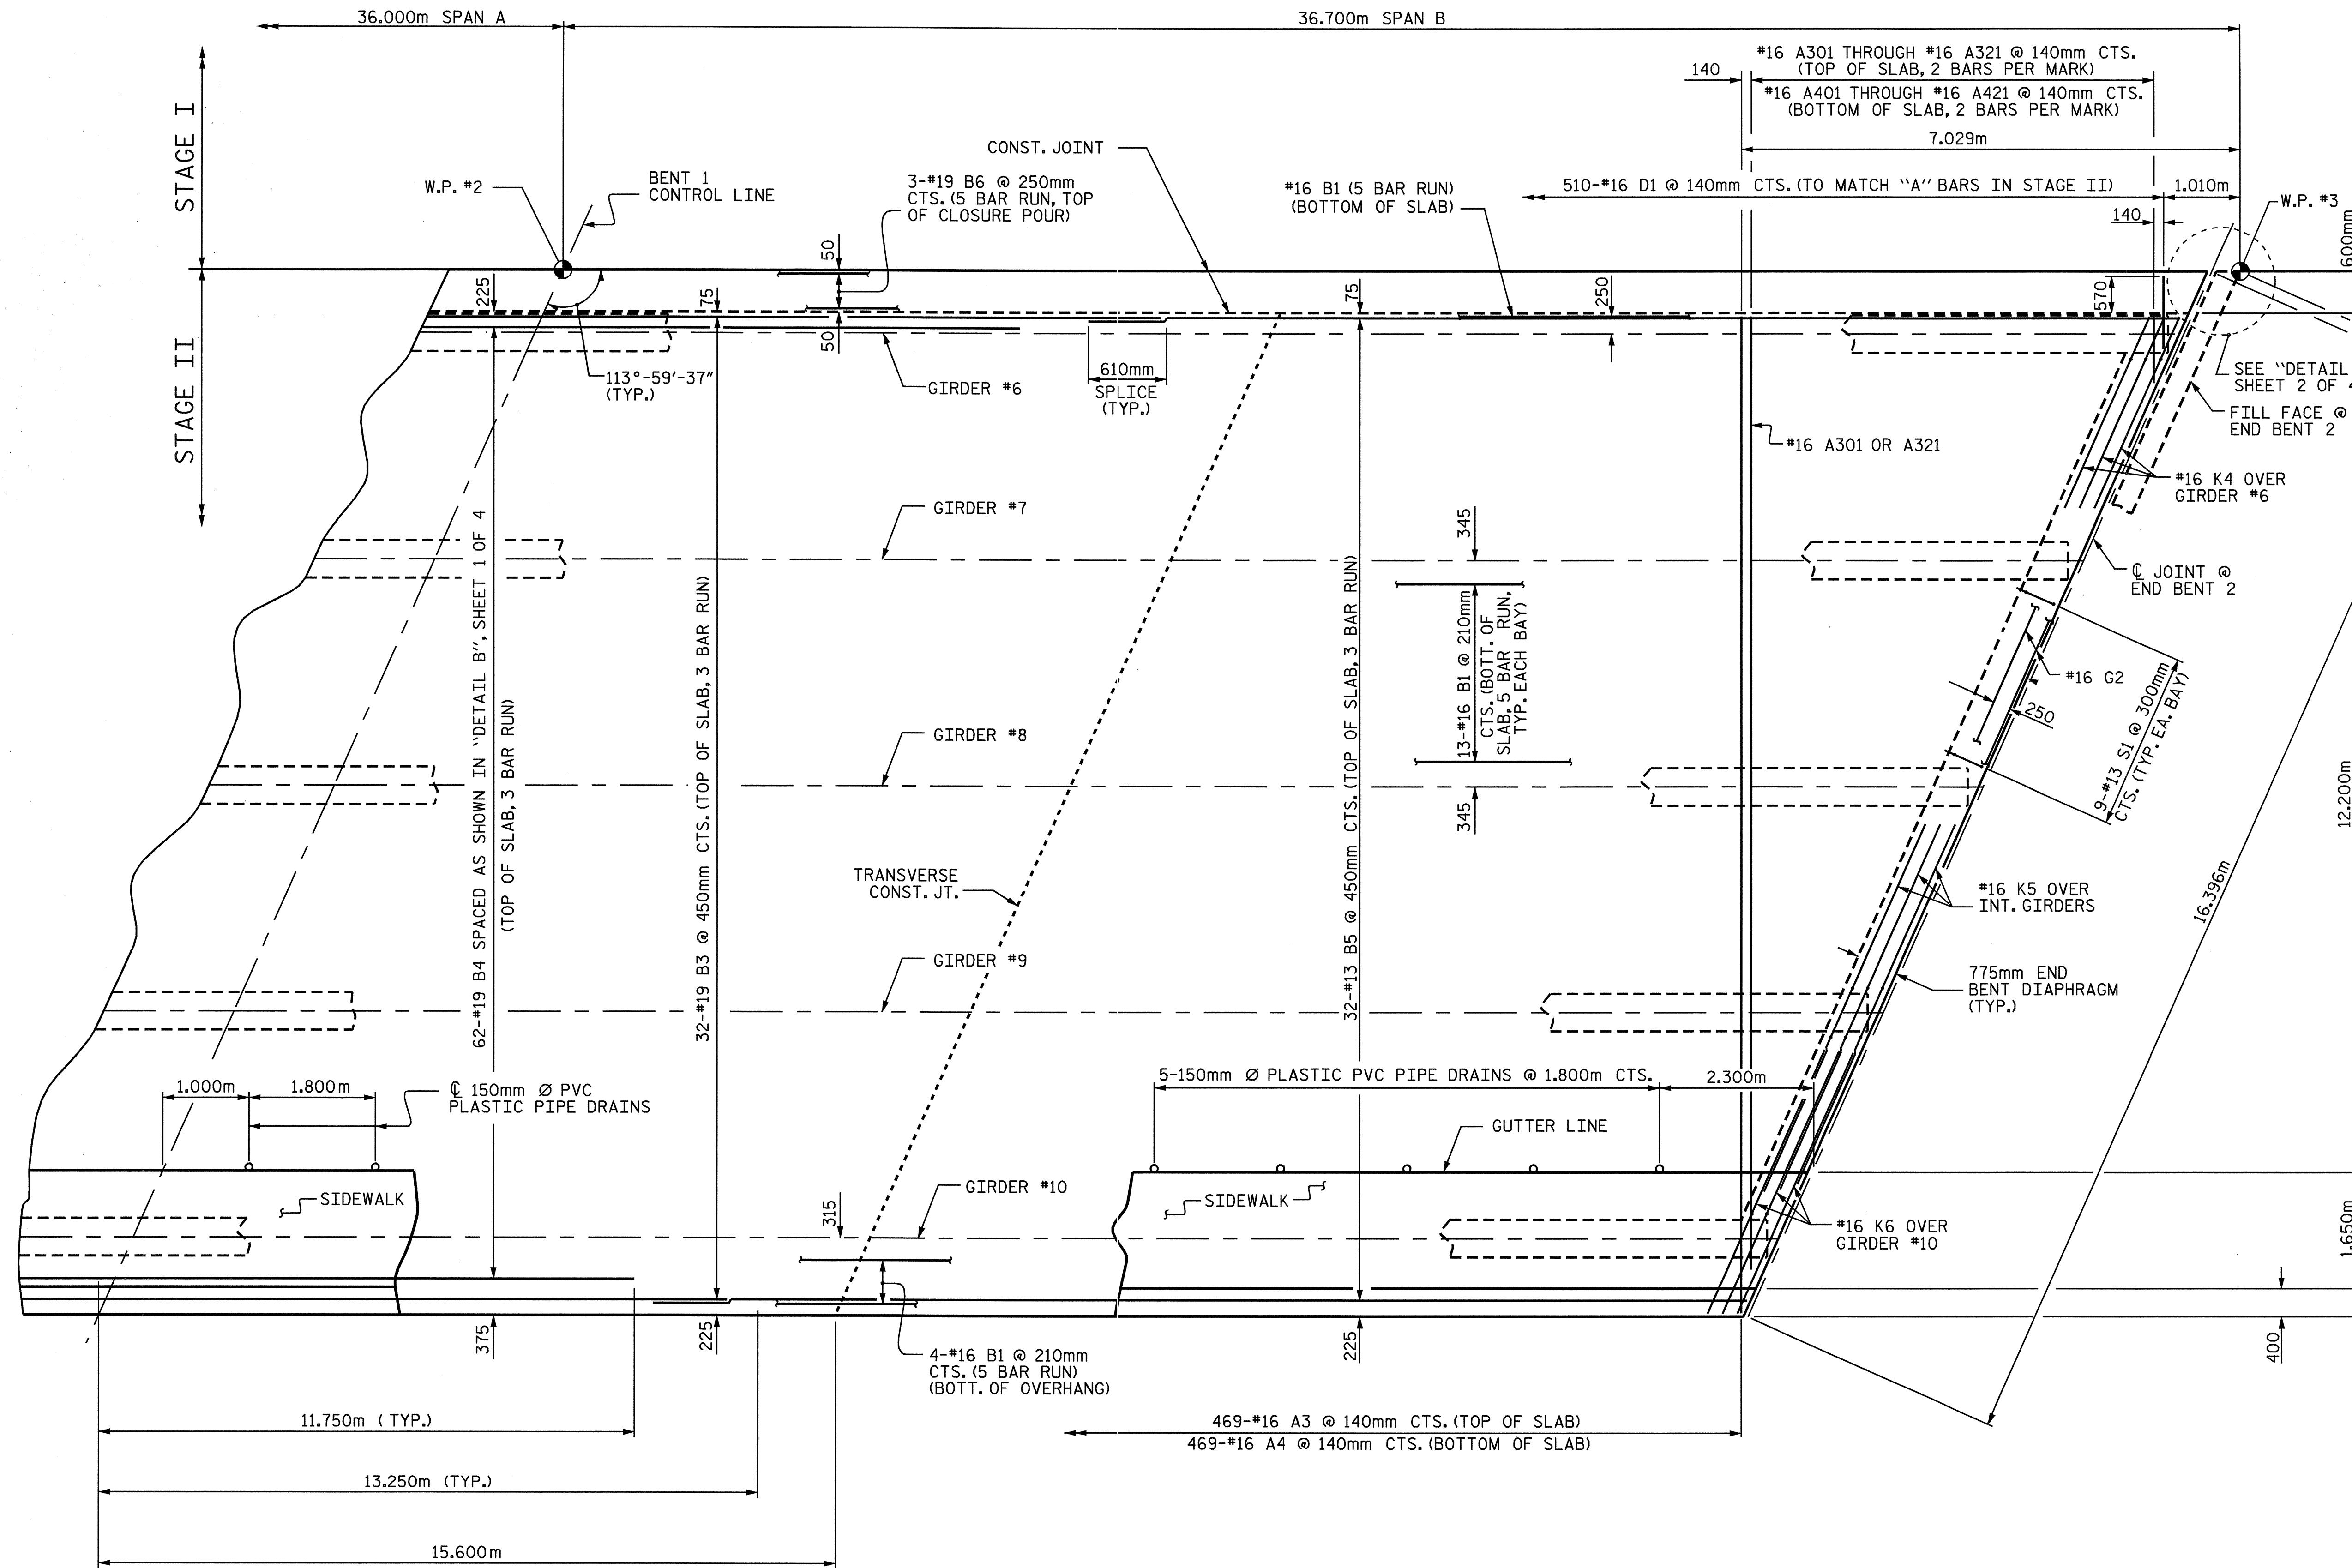 36.000m SPAN A
36.700m SPAN B
#16 A301 THROUGH #16 A321 @ 140mm CTS.
(TOP OF SLAB, 2 BARS PER MARK)
140
#16 A401 THROUGH #16 A421 @ 140mm CTS.
(BOTTOM OF SLAB, 2 BARS PER MARK)
7.029m
STAGE I
CONST. JOINT
W.P. #2
BENT 1
CONTROL LINE
3-#19 B6 @ 250mm
CTS. (5 BAR RUN, TOP
OF CLOSURE POUR)
#16 B1 (5 BAR RUN)
(BOTTOM OF SLAB)
510-#16 D1 @ 140mm CTS. (TO MATCH "A" BARS IN STAGE II)
1.010m
W.P. #3
140
600mm
50
225
75
75
250
570
50
STAGE II
113°-59'-37"
(TYP.)
GIRDER #6
610mm
SPLICE
(TYP.)
SEE "DETAIL
SHEET 2 OF 4
FILL FACE @
END BENT 2
#16 A301 OR A321
#16 K4 OVER
GIRDER #6
GIRDER #7
345
℄ JOINT @
END BENT 2
62-#19 B4 SPACED AS SHOWN IN "DETAIL B", SHEET 1 OF 4
(TOP OF SLAB, 3 BAR RUN)
32-#19 B3 @ 450mm CTS. (TOP OF SLAB, 3 BAR RUN)
32-#13 B5 @ 450mm CTS. (TOP OF SLAB, 3 BAR RUN)
13-#16 B1 @ 210mm
CTS. (BOTT. OF
SLAB, 5 BAR RUN,
TYP. EACH BAY)
#16 G2
250
9-#13 S1 @ 300mm
CTS. (TYP. EA. BAY)
GIRDER #8
345
12.200m
TRANSVERSE
CONST. JT.
16.396m
#16 K5 OVER
INT. GIRDERS
GIRDER #9
775mm END
BENT DIAPHRAGM
(TYP.)
1.000m
1.800m
℄ 150mm Ø PVC
PLASTIC PIPE DRAINS
5-150mm Ø PLASTIC PVC PIPE DRAINS @ 1.800m CTS.
2.300m
GUTTER LINE
SIDEWALK
GIRDER #10
SIDEWALK
315
#16 K6 OVER
GIRDER #10
1.650m
375
225
225
400
4-#16 B1 @ 210mm
CTS. (5 BAR RUN)
(BOTT. OF OVERHANG)
11.750m (TYP.)
469-#16 A3 @ 140mm CTS. (TOP OF SLAB)
469-#16 A4 @ 140mm CTS. (BOTTOM OF SLAB)
13.250m (TYP.)
15.600m